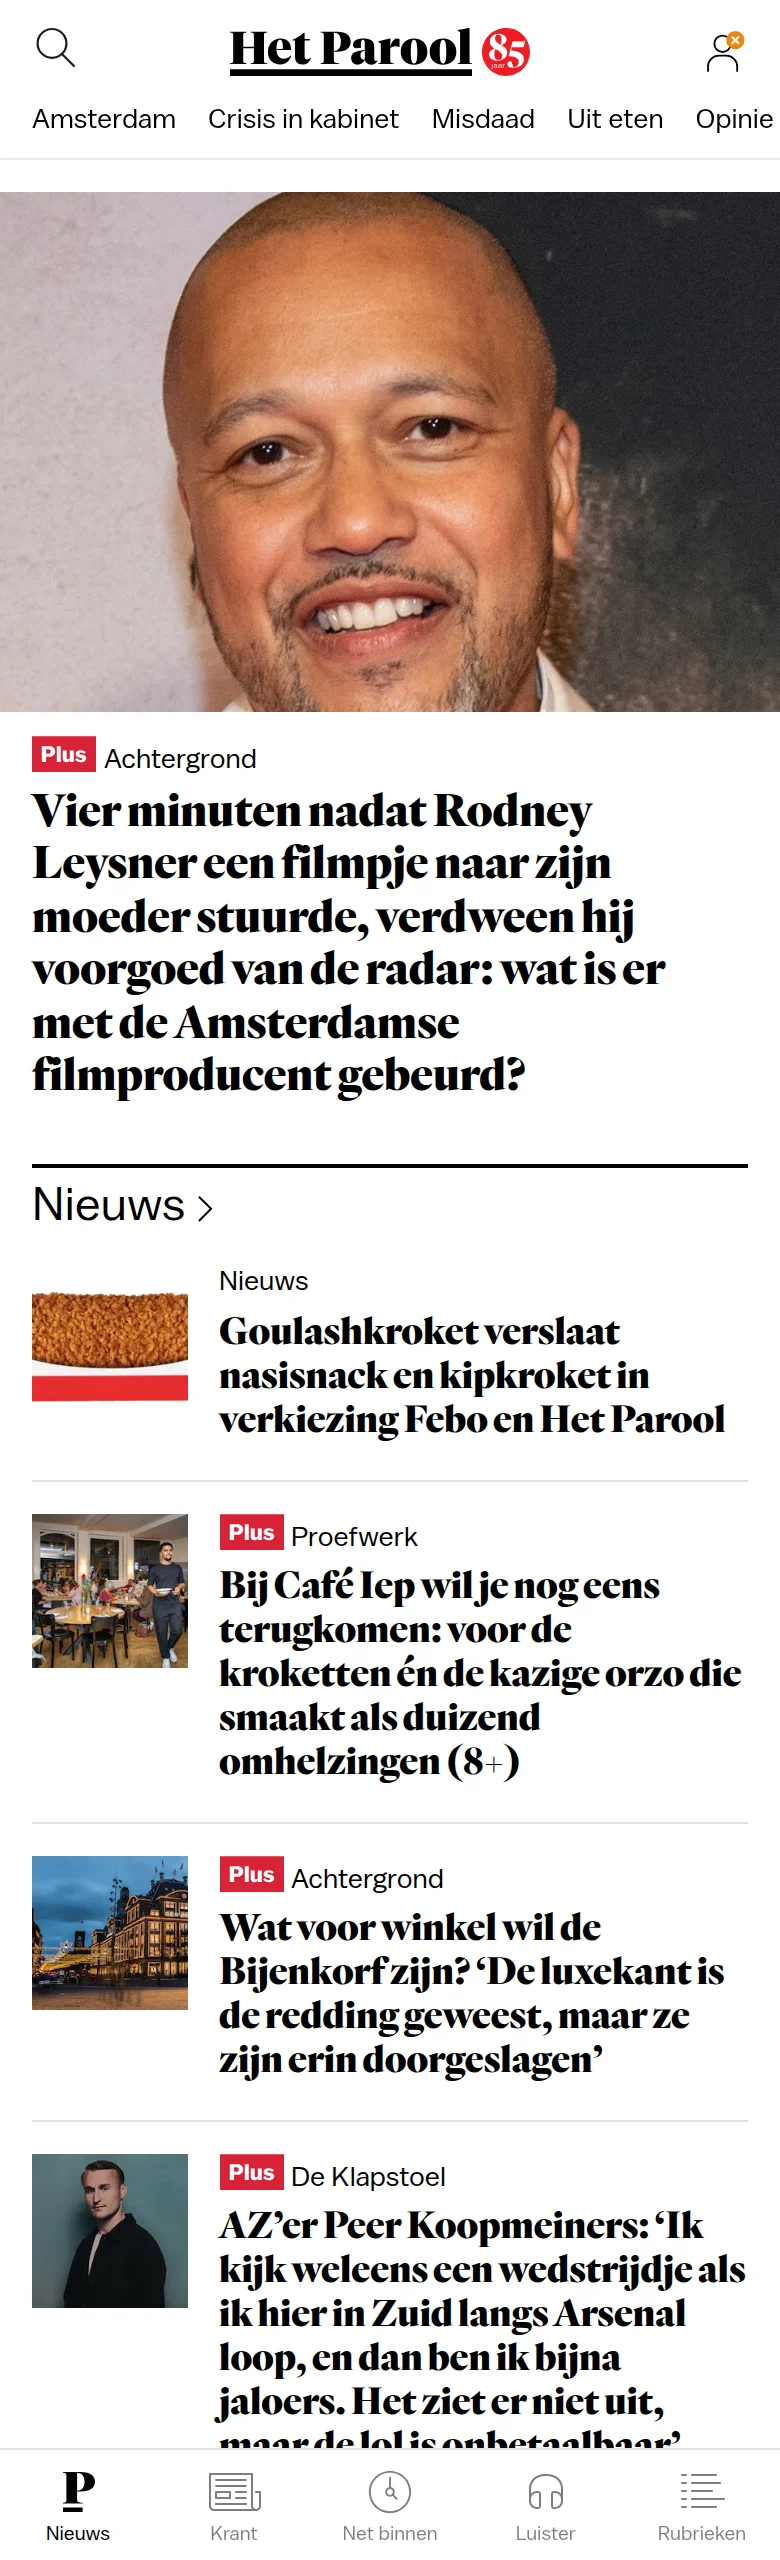 Het Parool 85 jaar
Amsterdam Crisis in kabinet Misdaad Uit eten Opinie
Plus Achtergrond
Vier minuten nadat Rodney
Leysner een filmpje naar zijn
moeder stuurde, verdween hij
voorgoed van de radar: wat is er
met de Amsterdamse
filmproducent gebeurd?
Nieuws
Nieuws
Goulashkroket verslaat
nasisnack en kipkroket in
verkiezing Febo en Het Parool
Plus Proefwerk
Bij Café Iep wil je nog eens
terugkomen: voor de
kroketten én de kazige orzo die
smaakt als duizend
omhelzingen (8+)
Plus Achtergrond
Wat voor winkel wil de
Bijenkorf zijn? ‘De luxekant is
de redding geweest, maar ze
zijn erin doorgeslagen’
Plus De Klapstoel
AZ’er Peer Koopmeiners: ‘Ik
kijk weleens een wedstrijdje als
ik hier in Zuid langs Arsenal
loop, en dan ben ik bijna
jaloers. Het ziet er niet uit,
maar de lol is onbetaalbaar’
P
Nieuws Krant Net binnen Luister Rubrieken